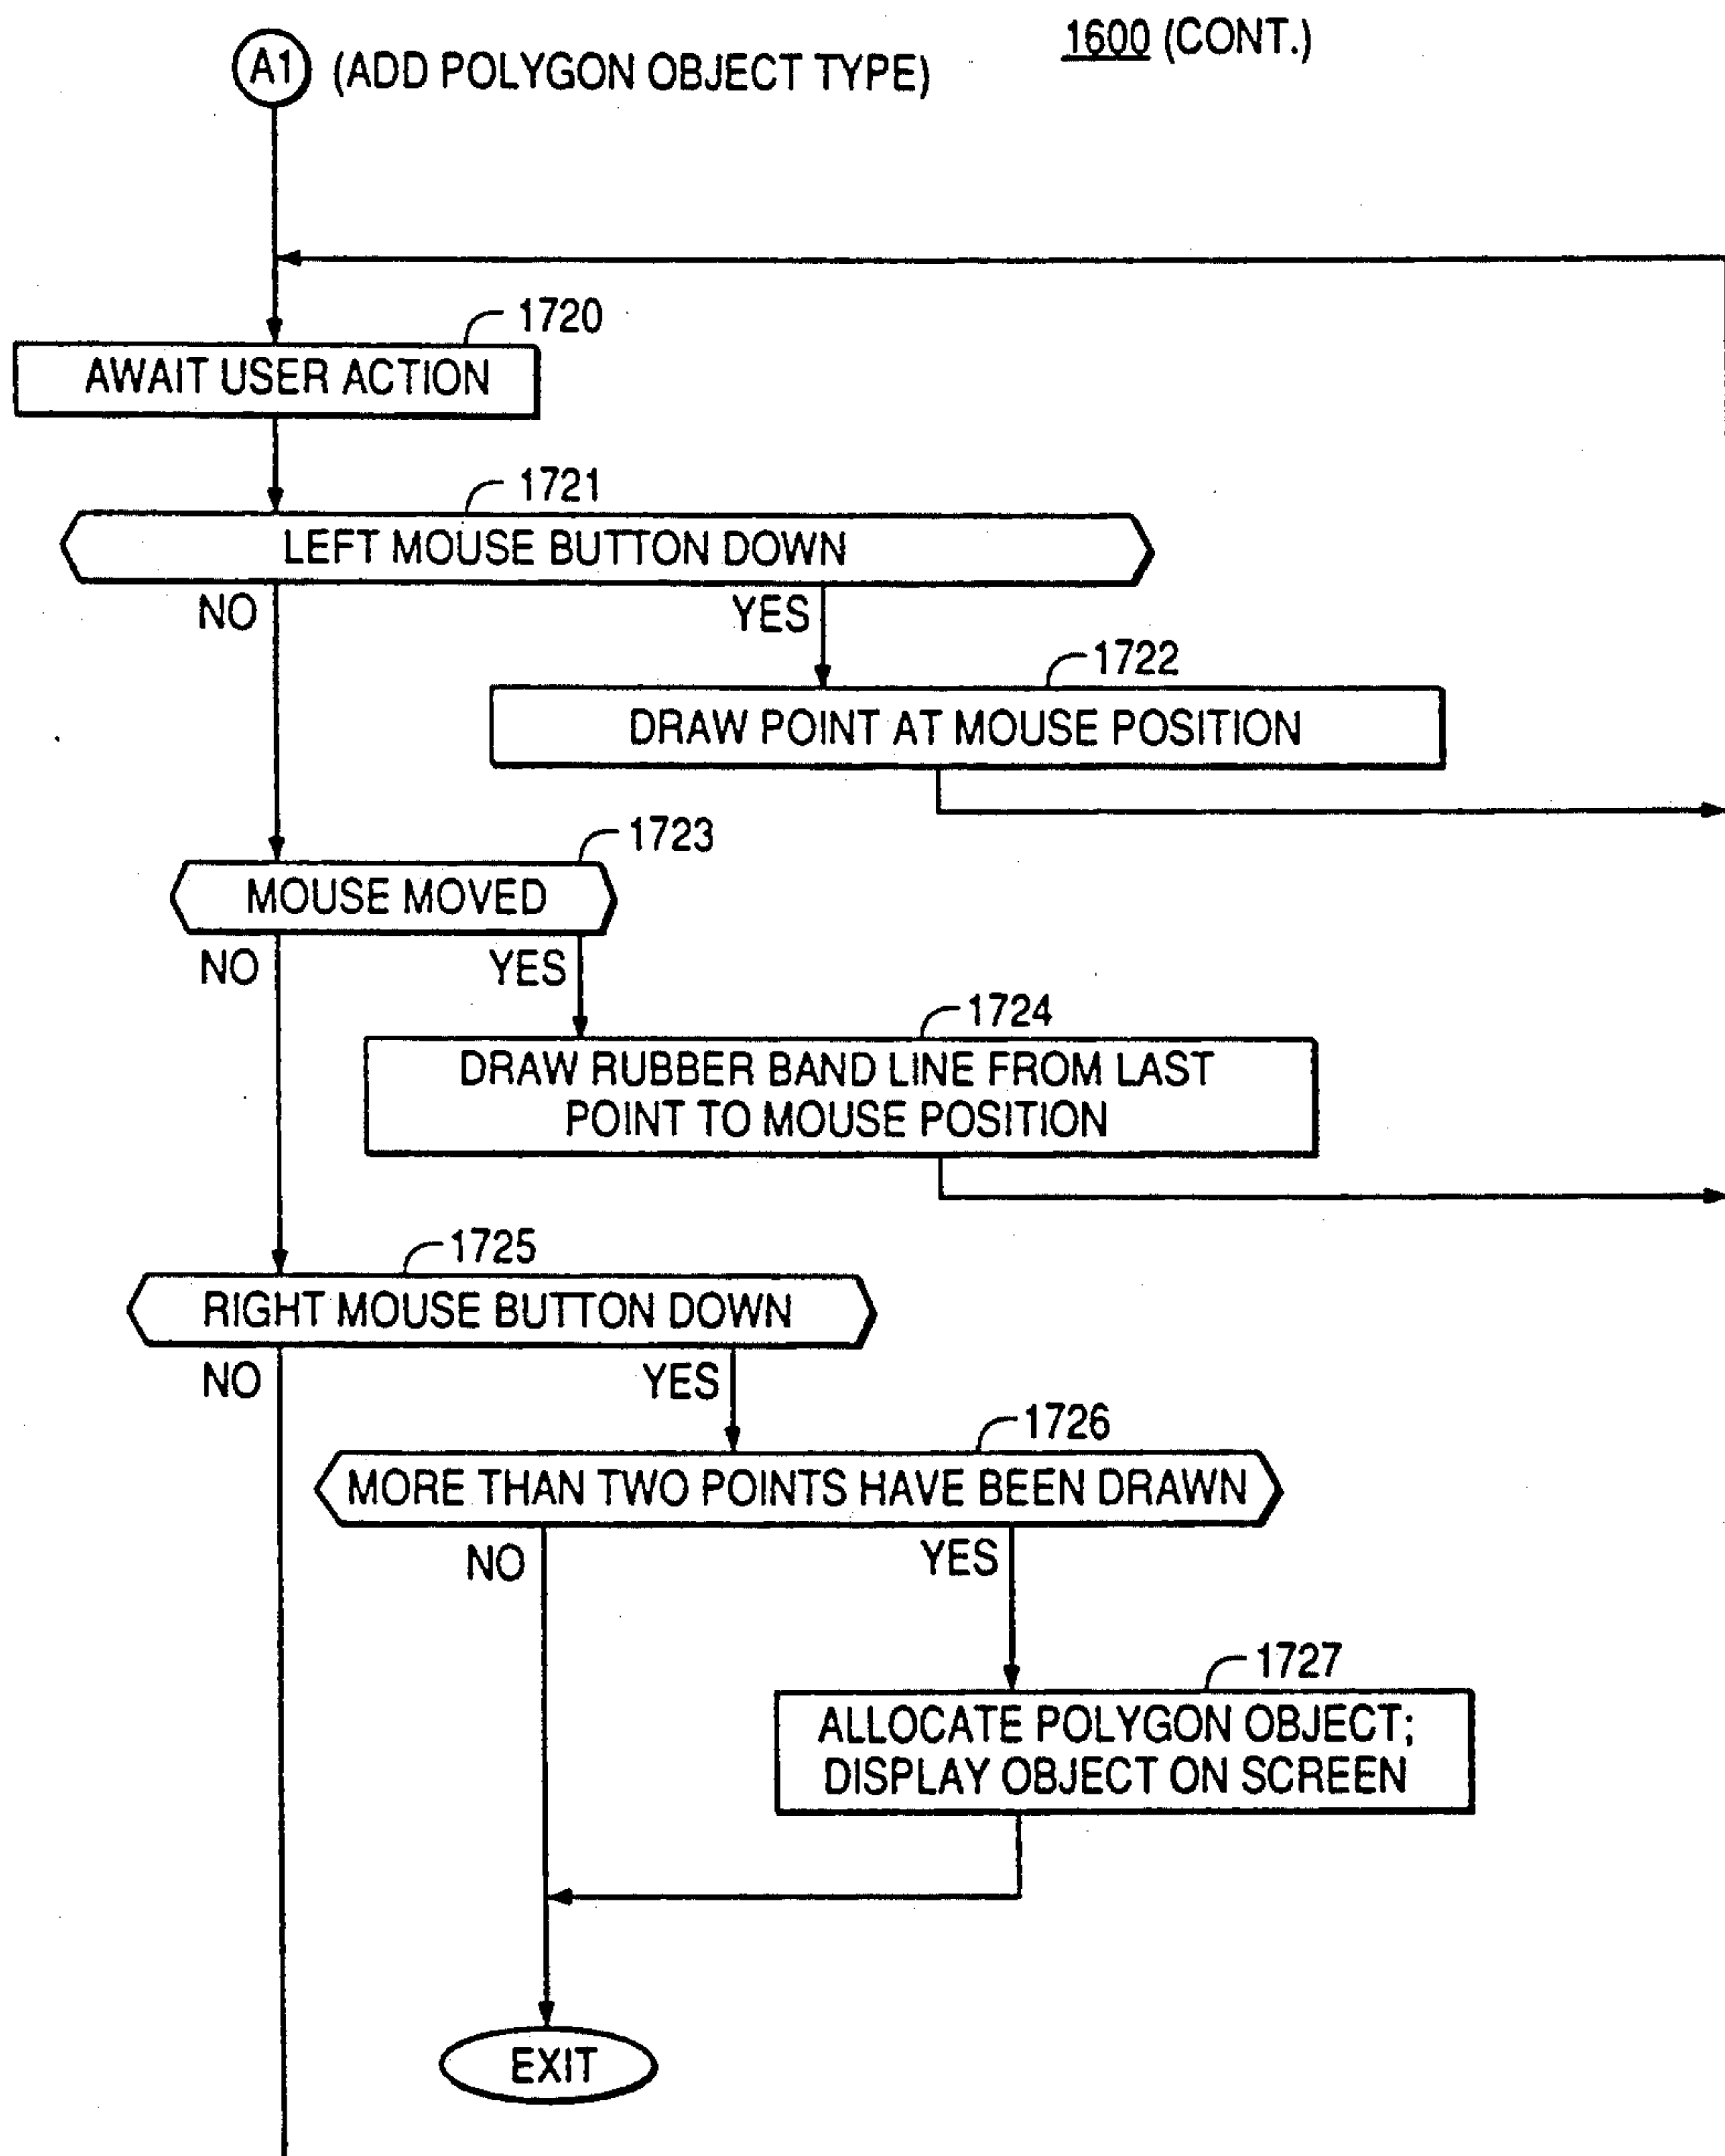 1600 (CONT.)
A1 (ADD POLYGON OBJECT TYPE)
1720
AWAIT USER ACTION
1721
LEFT MOUSE BUTTON DOWN
NO YES
1722
DRAW POINT AT MOUSE POSITION
1723
MOUSE MOVED
NO YES
1724
DRAW RUBBER BAND LINE FROM LAST
POINT TO MOUSE POSITION
1725
RIGHT MOUSE BUTTON DOWN
NO YES
1726
MORE THAN TWO POINTS HAVE BEEN DRAWN
NO YES
1727
ALLOCATE POLYGON OBJECT;
DISPLAY OBJECT ON SCREEN
EXIT